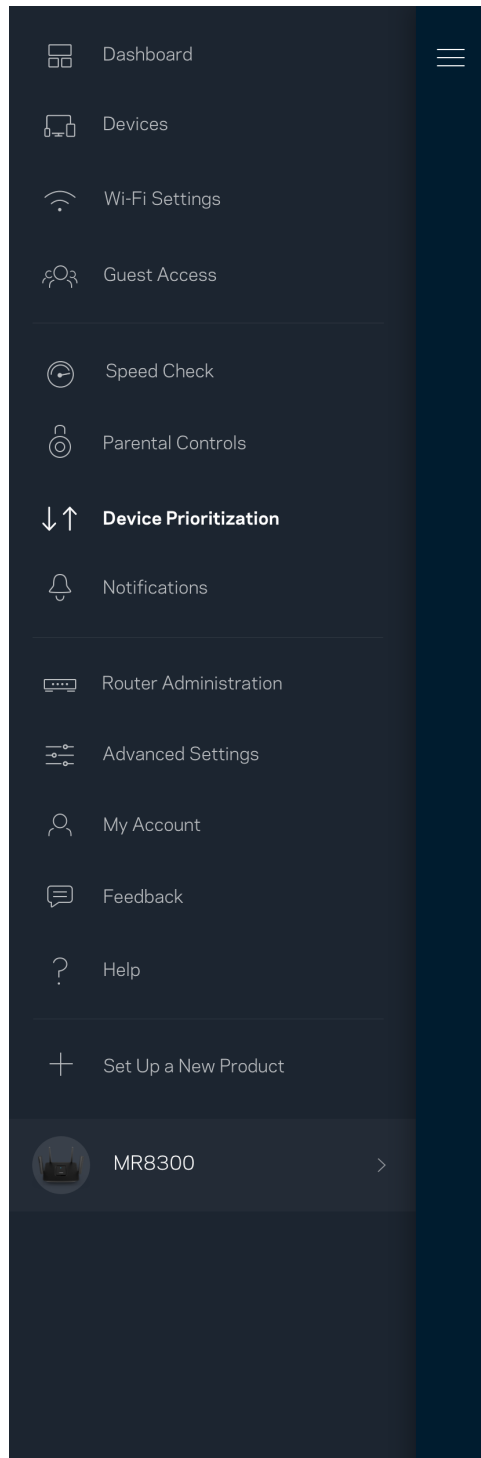 Dashboard
Devices
Wi-Fi Settings
Guest Access
Speed Check
Parental Controls
Device Prioritization
Notifications
Router Administration
Advanced Settings
My Account
Feedback
Help
Set Up a New Product
MR8300